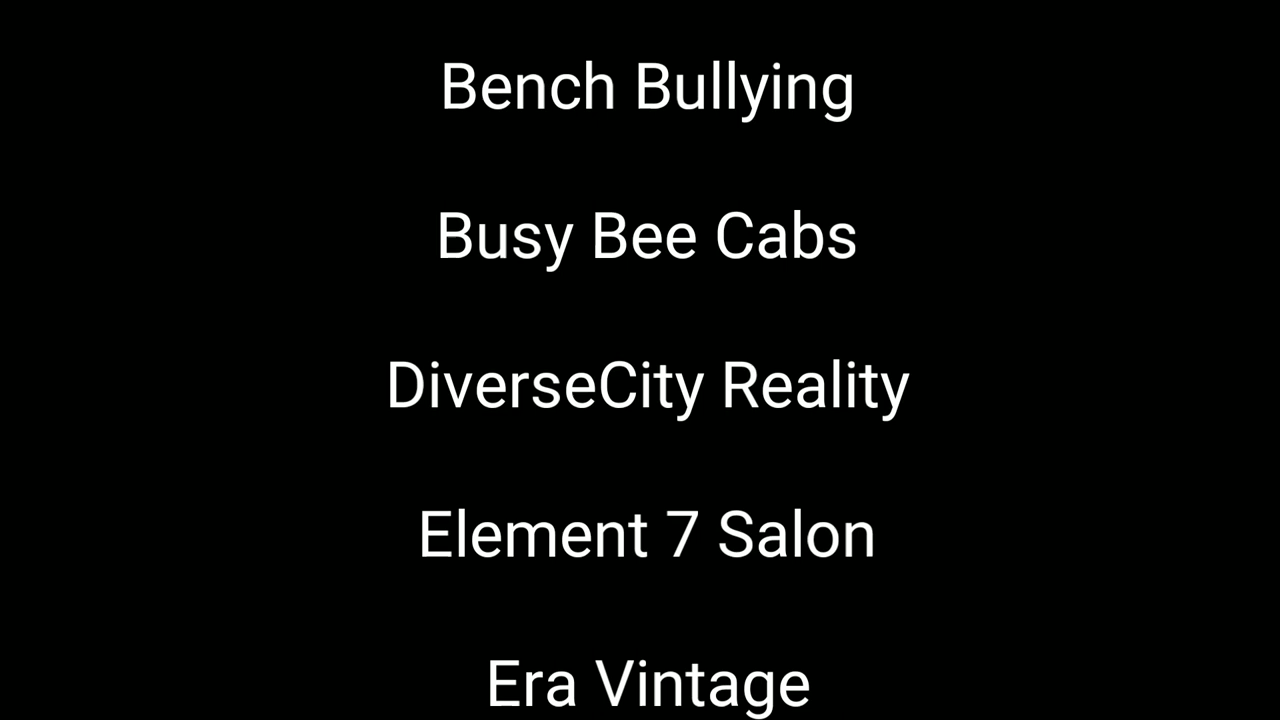 Bench Bullying
Busy Bee Cabs
DiverseCity Reality
Element 7 Salon
Era Vintage